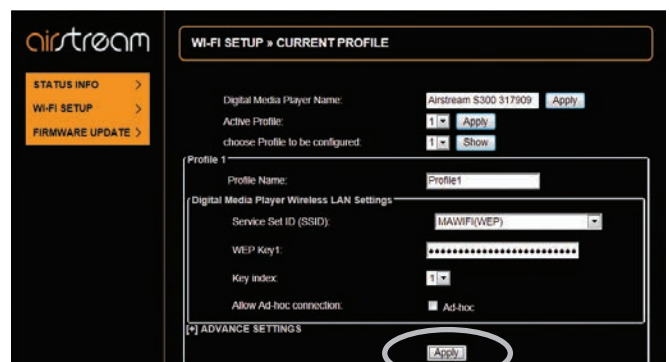 airstream
WI-FI SETUP » CURRENT PROFILE
STATUS INFO >
WI-FI SETUP >
FIRMWARE UPDATE >
Digital Media Player Name: Airstream S300 317909 Apply
Active Profile: 1 Apply
choose Profile to be configured: 1 Show
Profile 1
Profile Name: Profile1
Digital Media Player Wireless LAN Settings
Service Set ID (SSID): MAWIFI(WEP)
WEP Key1: ••••••••••••••••••••••••••
Key index: 1
Allow Ad-hoc connection: Ad-hoc
[+] ADVANCE SETTINGS
Apply